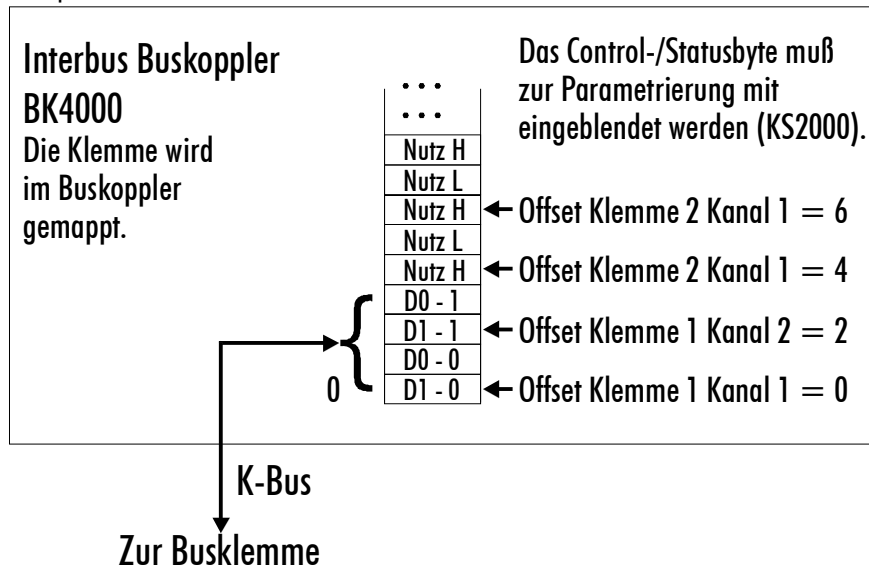 Interbus Buskoppler
BK4000
Die Klemme wird
im Buskoppler
gemappt.
Das Control-/Statusbyte muß
zur Parametrierung mit
eingeblendet werden (KS2000).
• • •
• • •
Nutz H
Nutz L
Nutz H Offset Klemme 2 Kanal 1 = 6
Nutz L
Nutz H Offset Klemme 2 Kanal 1 = 4
D0 - 1
D1 - 1 Offset Klemme 1 Kanal 2 = 2
D0 - 0
0 D1 - 0 Offset Klemme 1 Kanal 1 = 0
K-Bus
Zur Busklemme